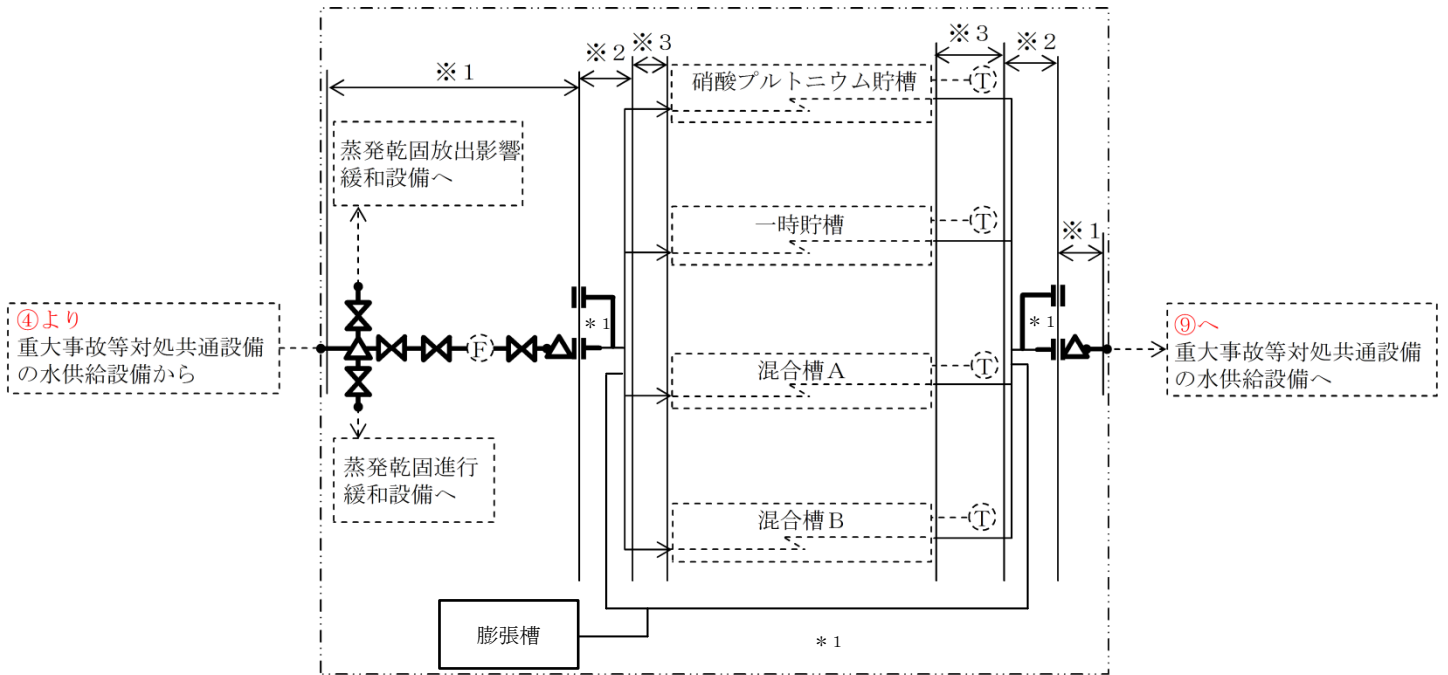 ※３
※３
※２
※２
※１
硝酸プルトニウム貯槽
T
蒸発乾固放出影響
緩和設備へ
一時貯槽
T
※１
④より
重大事故等対処共通設備
の水供給設備から
F
＊１
＊１
⑨へ
重大事故等対処共通設備
の水供給設備へ
混合槽Ａ
T
蒸発乾固進行
緩和設備へ
混合槽Ｂ
T
膨張槽
＊１